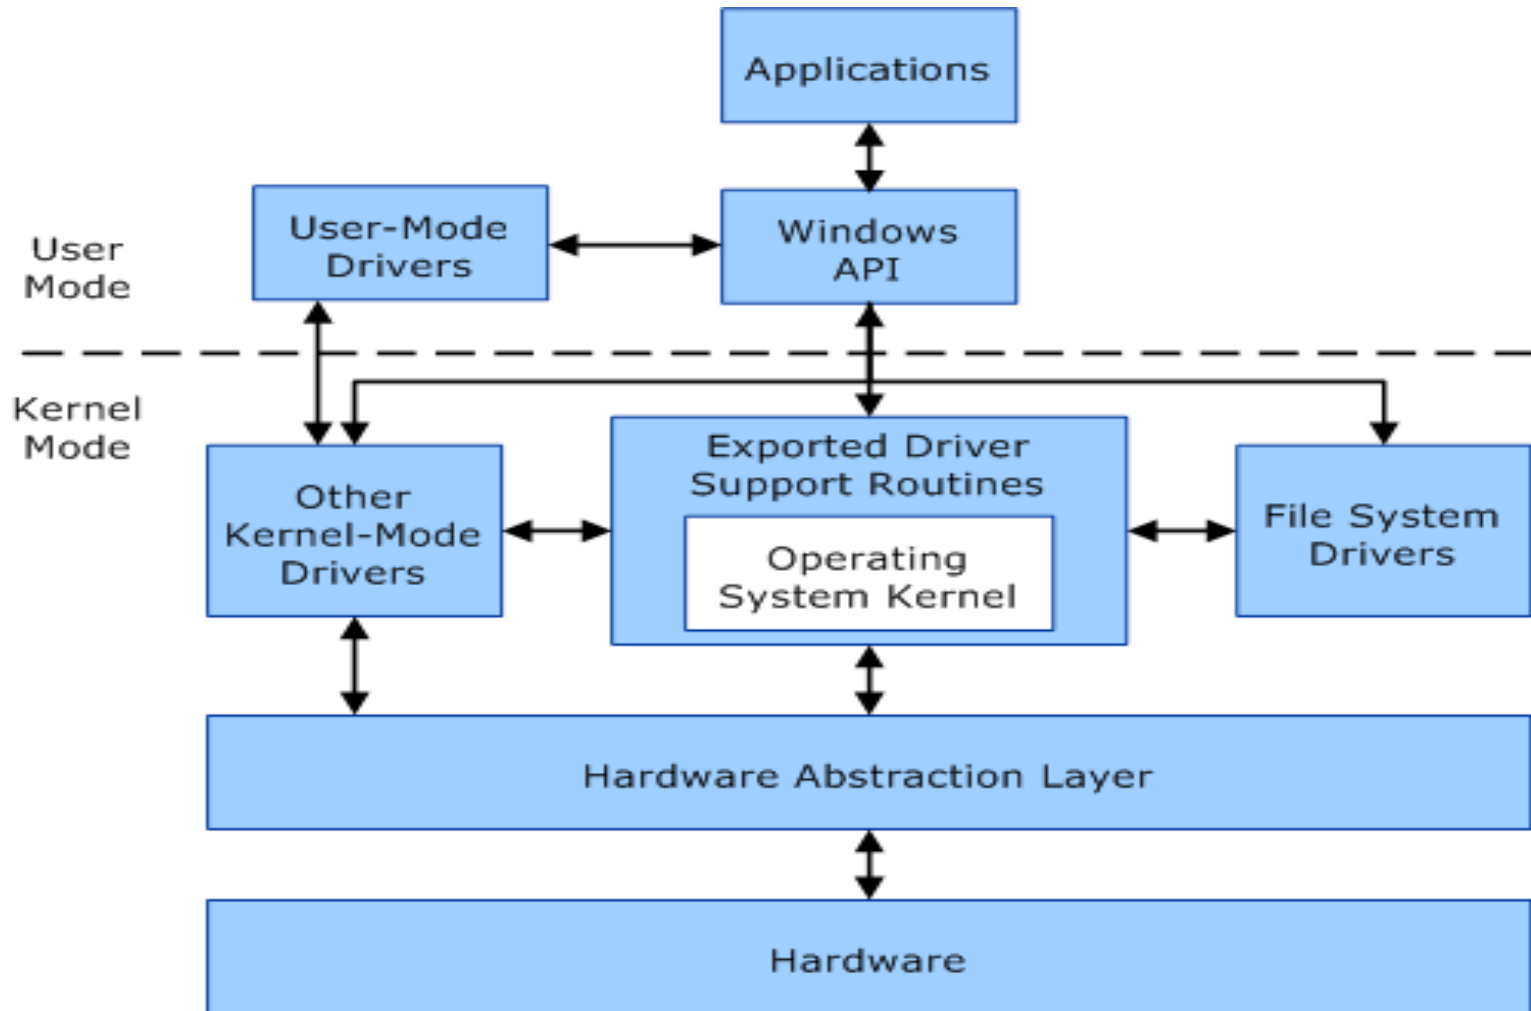 Applications
User-Mode
Drivers
Windows
API
User
Mode
Kernel
Mode
Other
Kernel-Mode
Drivers
Exported Driver
Support Routines
Operating
System Kernel
File System
Drivers
Hardware Abstraction Layer
Hardware